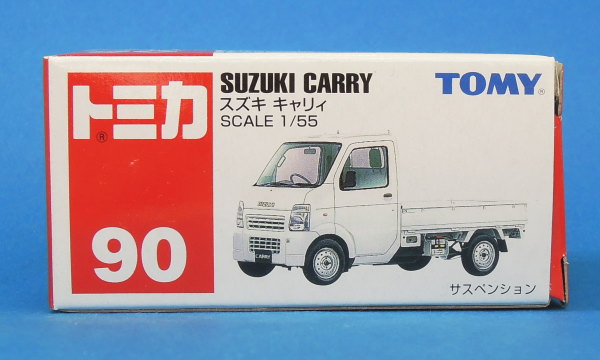 トミカ®
90
SUZUKI CARRY
スズキ キャリィ
SCALE 1/55
TOMY®
SUZUKI
サスペンション